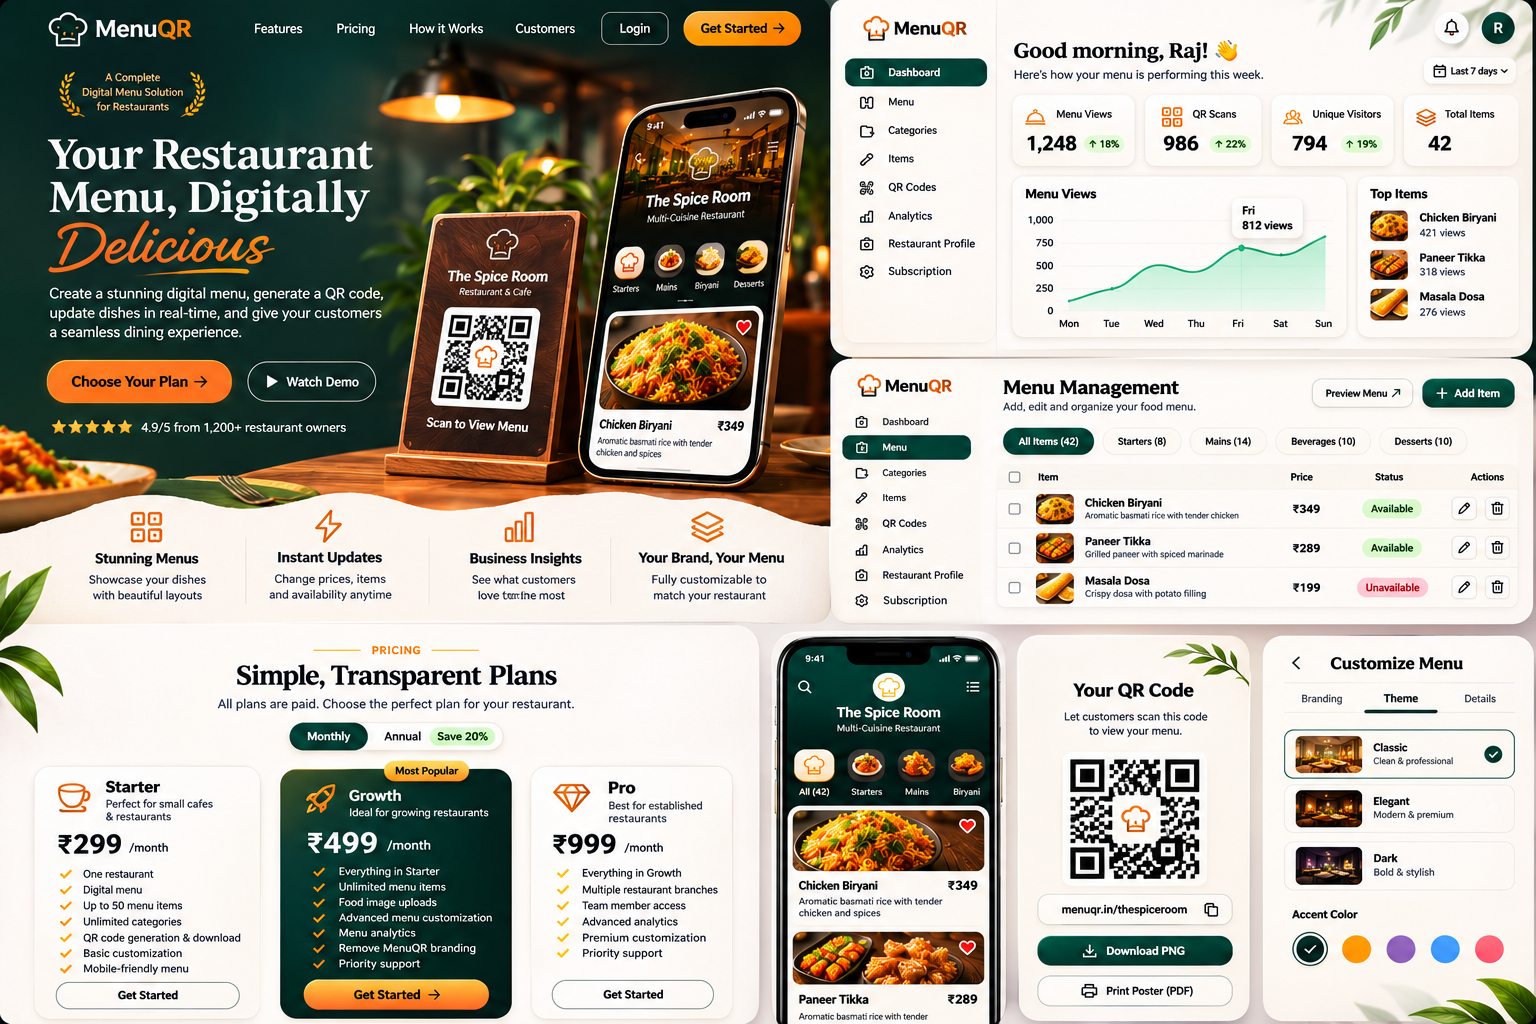 MenuQR
Features
Pricing
How it Works
Customers
Login
Get Started →
A Complete
Digital Menu Solution
for Restaurants
Your Restaurant
Menu, Digitally
Delicious
Create a stunning digital menu, generate a QR code,
update dishes in real-time, and give your customers
a seamless dining experience.
Choose Your Plan →
Watch Demo
4.9/5 from 1,200+ restaurant owners
The Spice Room
Restaurant & Cafe
Scan to View Menu
9:41
The Spice Room
Multi-Cuisine Restaurant
Starters
Mains
Biryani
Desserts
Chicken Biryani ₹349
Aromatic basmati rice with tender
chicken and spices
Stunning Menus
Showcase your dishes
with beautiful layouts
Instant Updates
Change prices, items
and availability anytime
Business Insights
See what customers
love the most
Your Brand, Your Menu
Fully customizable to
match your restaurant
MenuQR
Dashboard
Menu
Categories
Items
QR Codes
Analytics
Restaurant Profile
Subscription
Good morning, Raj! 👋
Here's how your menu is performing this week.
R
Last 7 days
Menu Views
1,248 ↑ 18%
QR Scans
986 ↑ 22%
Unique Visitors
794 ↑ 19%
Total Items
42
Menu Views
1,000
750
500
250
0
Mon Tue Wed Thu Fri Sat Sun
Fri
812 views
Top Items
Chicken Biryani
421 views
Paneer Tikka
318 views
Masala Dosa
276 views
MenuQR
Dashboard
Menu
Categories
Items
QR Codes
Analytics
Restaurant Profile
Subscription
Menu Management
Add, edit and organize your food menu.
Preview Menu ↗
+ Add Item
All Items (42)
Starters (8)
Mains (14)
Beverages (10)
Desserts (10)
Item Price Status Actions
Chicken Biryani
Aromatic basmati rice with tender chicken
₹349
Available
Paneer Tikka
Grilled paneer with spiced marinade
₹289
Available
Masala Dosa
Crispy dosa with potato filling
₹199
Unavailable
PRICING
Simple, Transparent Plans
All plans are paid. Choose the perfect plan for your restaurant.
Monthly
Annual
Save 20%
Starter
Perfect for small cafes
& restaurants
₹299 /month
One restaurant
Digital menu
Up to 50 menu items
Unlimited categories
QR code generation & download
Basic customization
Mobile-friendly menu
Get Started
Most Popular
Growth
Ideal for growing restaurants
₹499 /month
Everything in Starter
Unlimited menu items
Food image uploads
Advanced menu customization
Menu analytics
Remove MenuQR branding
Priority support
Get Started →
Pro
Best for established
restaurants
₹999 /month
Everything in Growth
Multiple restaurant branches
Team member access
Advanced analytics
Premium customization
Priority support
Get Started
9:41
The Spice Room
Multi-Cuisine Restaurant
All (42)
Starters
Mains
Biryani
Chicken Biryani ₹349
Aromatic basmati rice with tender
chicken and spices
Paneer Tikka ₹289
Aromatic basmati rice with tender
Your QR Code
Let customers scan this code
to view your menu.
menuqr.in/thespiceroom
Download PNG
Print Poster (PDF)
Customize Menu
Branding
Theme
Details
Classic
Clean & professional
Elegant
Modern & premium
Dark
Bold & stylish
Accent Color